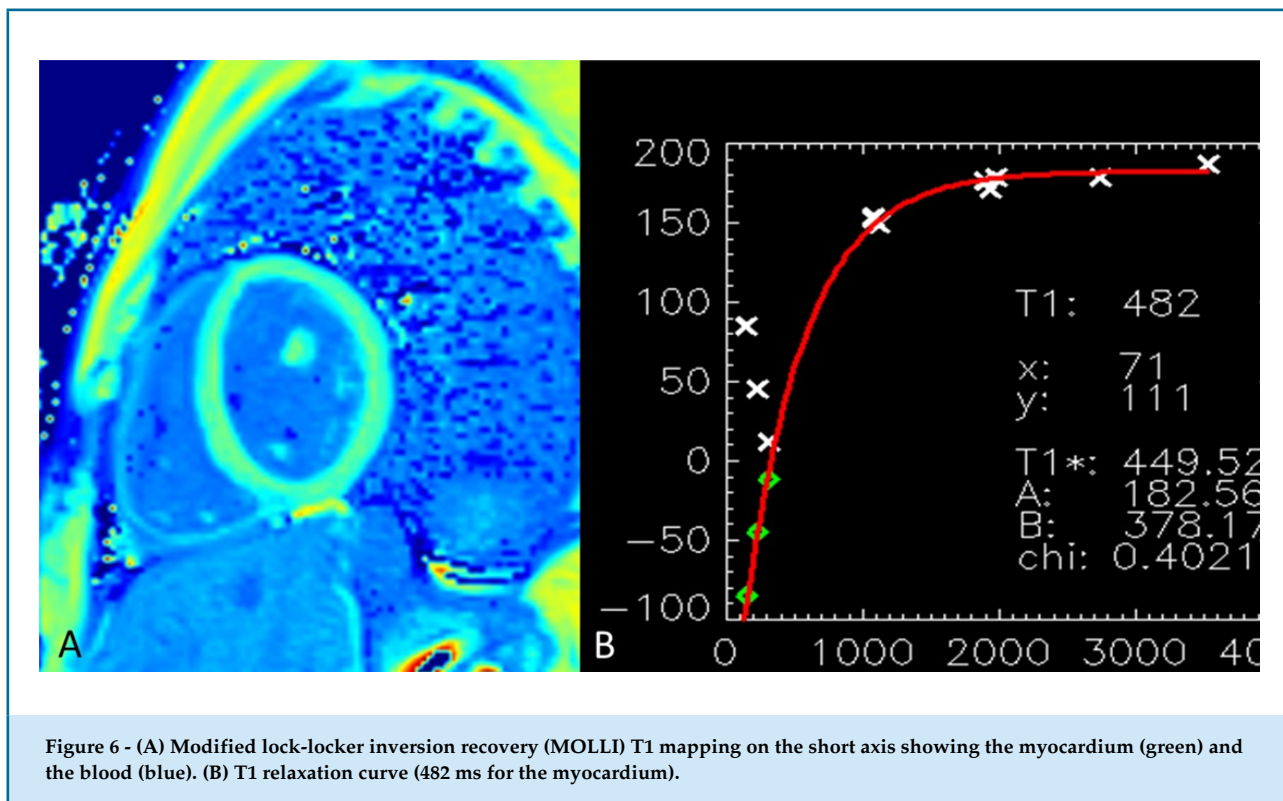 A
B
200
150
100
50
0
−50
−100
0 1000 2000 3000 40
T1: 482
x: 71
y: 111
T1*: 449.52
A: 182.56
B: 378.17
chi: 0.4021
Figure 6 - (A) Modified lock-locker inversion recovery (MOLLI) T1 mapping on the short axis showing the myocardium (green) and
the blood (blue). (B) T1 relaxation curve (482 ms for the myocardium).